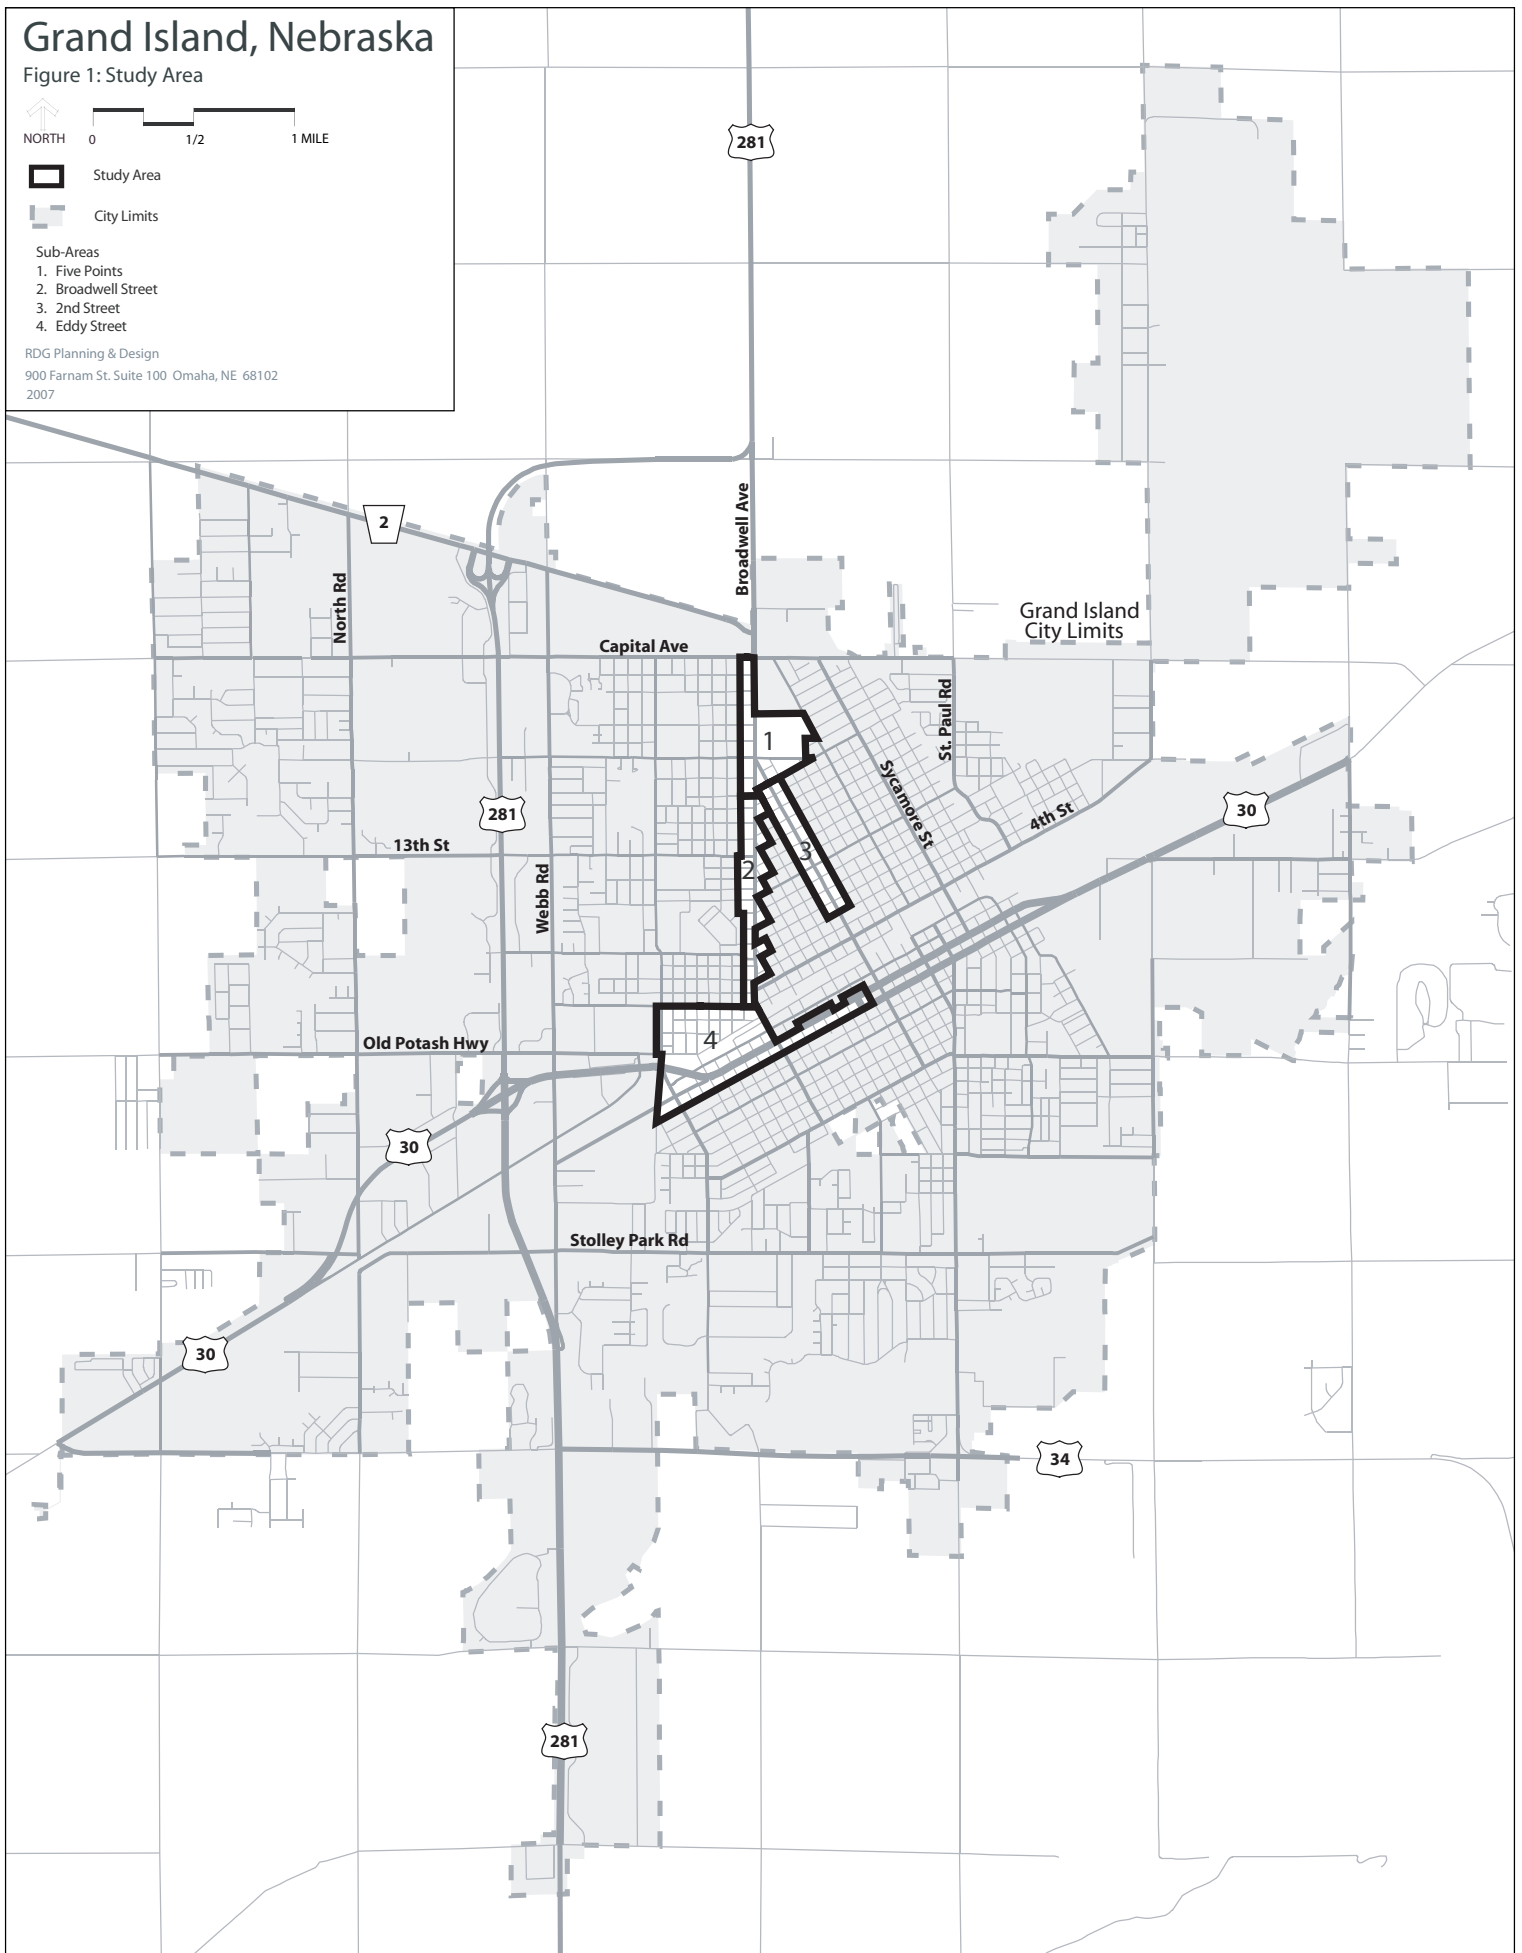 Grand Island, Nebraska
Figure 1: Study Area
NORTH
0 1/2 1 MILE
Study Area
City Limits
Sub-Areas
1. Five Points
2. Broadwell Street
3. 2nd Street
4. Eddy Street
RDG Planning & Design
900 Farnam St. Suite 100 Omaha, NE 68102
2007
281
2
Broadwell Ave
North Rd
Grand Island
City Limits
Capital Ave
St. Paul Rd
1
Sycamore St
281
30
4th St
13th St
3
2
Webb Rd
4
Old Potash Hwy
30
Stolley Park Rd
30
34
281